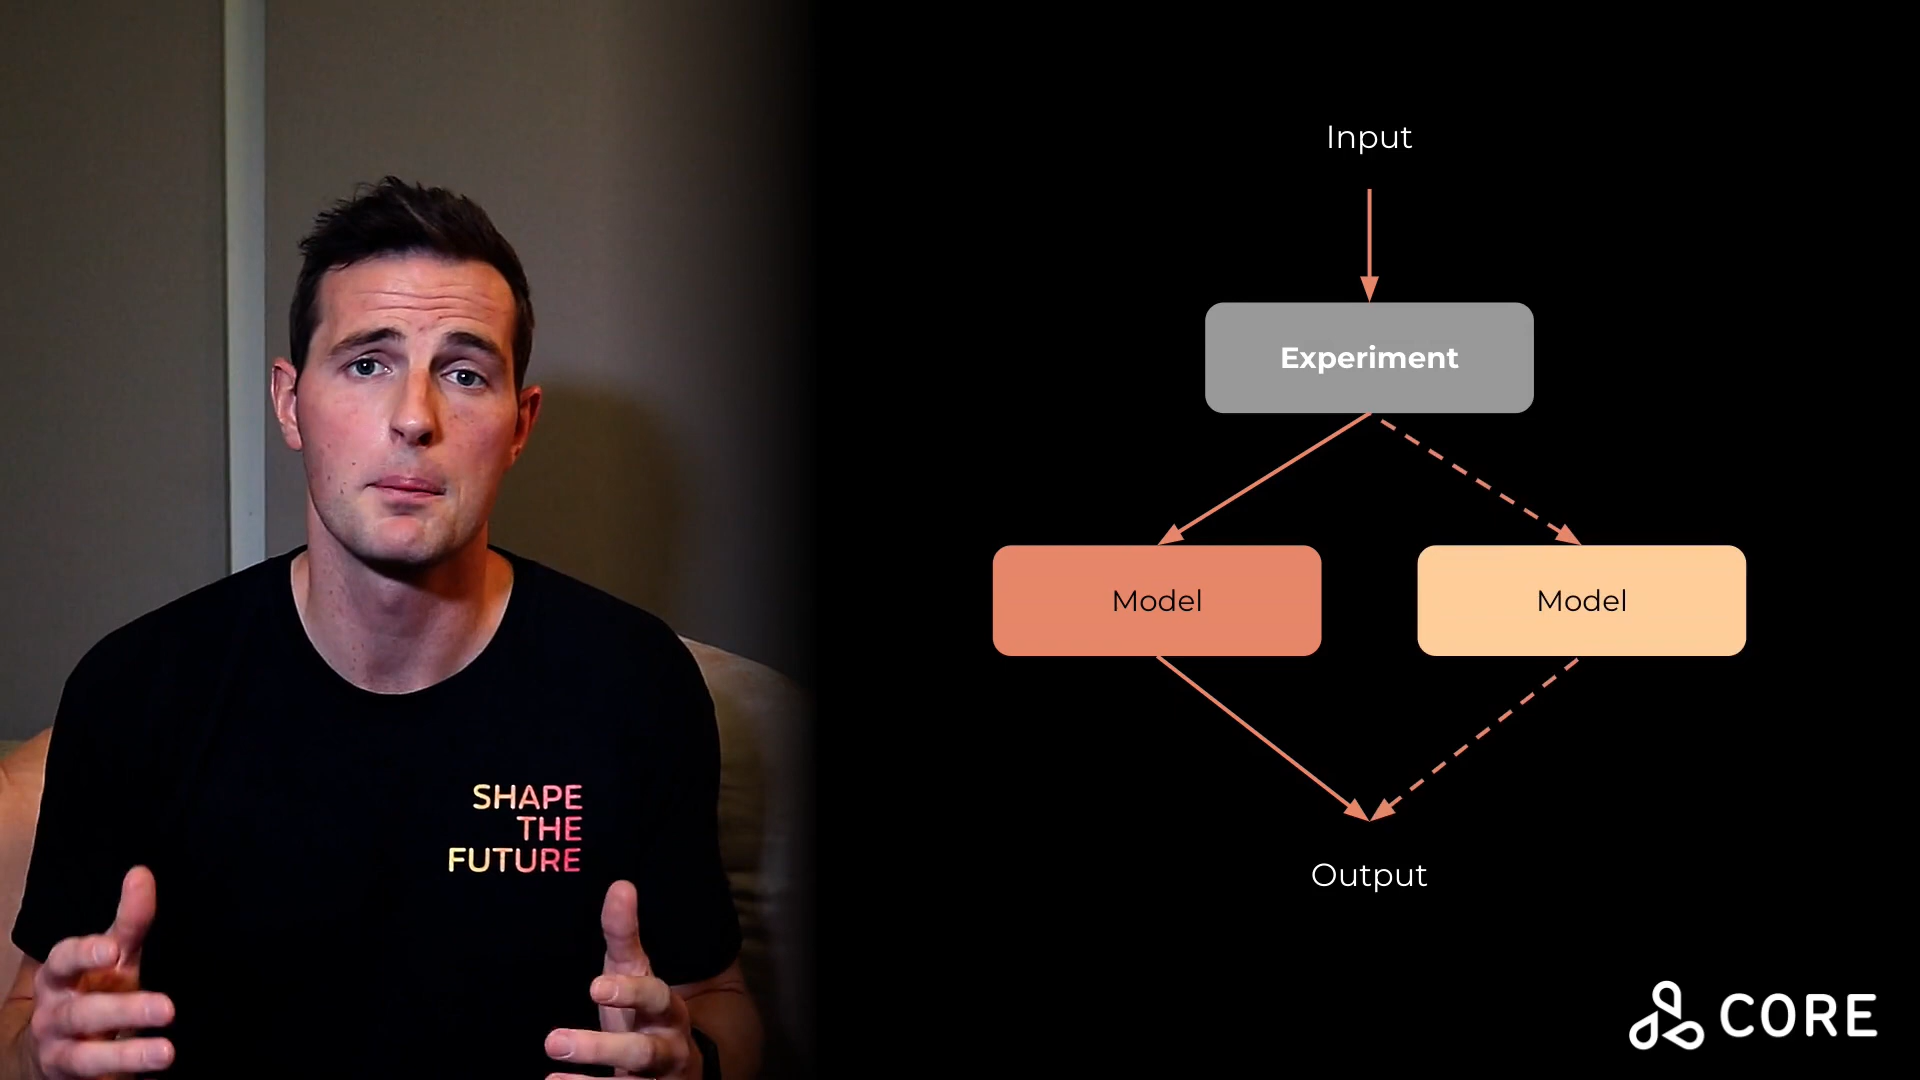 SHAPE
THE
FUTURE
Input
Experiment
Model
Model
Output
CORE